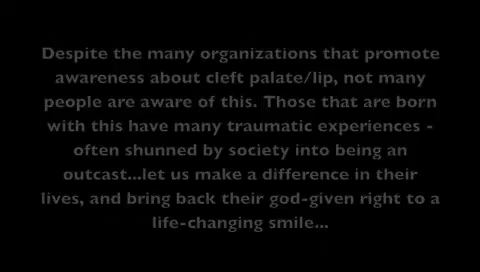 Despite the many organizations that promote
awareness about cleft palate/lip, not many
people are aware of this. Those that are born
with this have many traumatic experiences -
often shunned by society into being an
outcast...let us make a difference in their
lives, and bring back their god-given right to a
life-changing smile...